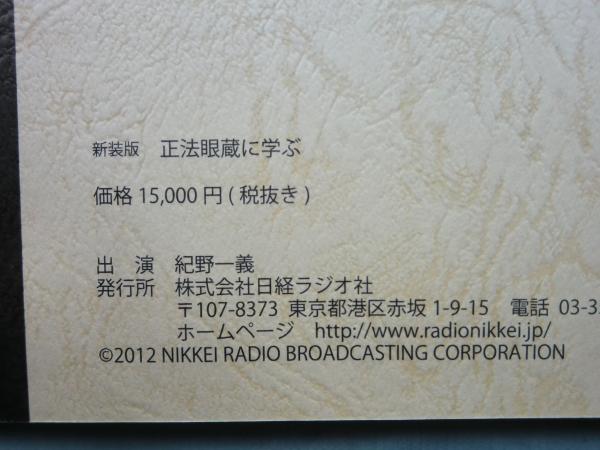 新装版 正法眼蔵に学ぶ
価格 15,000 円 ( 税抜き )
出 演 紀野一義
発行所 株式会社日経ラジオ社
〒107-8373 東京都港区赤坂 1-9-15 電話 03-3
ホームページ http://www.radionikkei.jp/
©2012 NIKKEI RADIO BROADCASTING CORPORATION